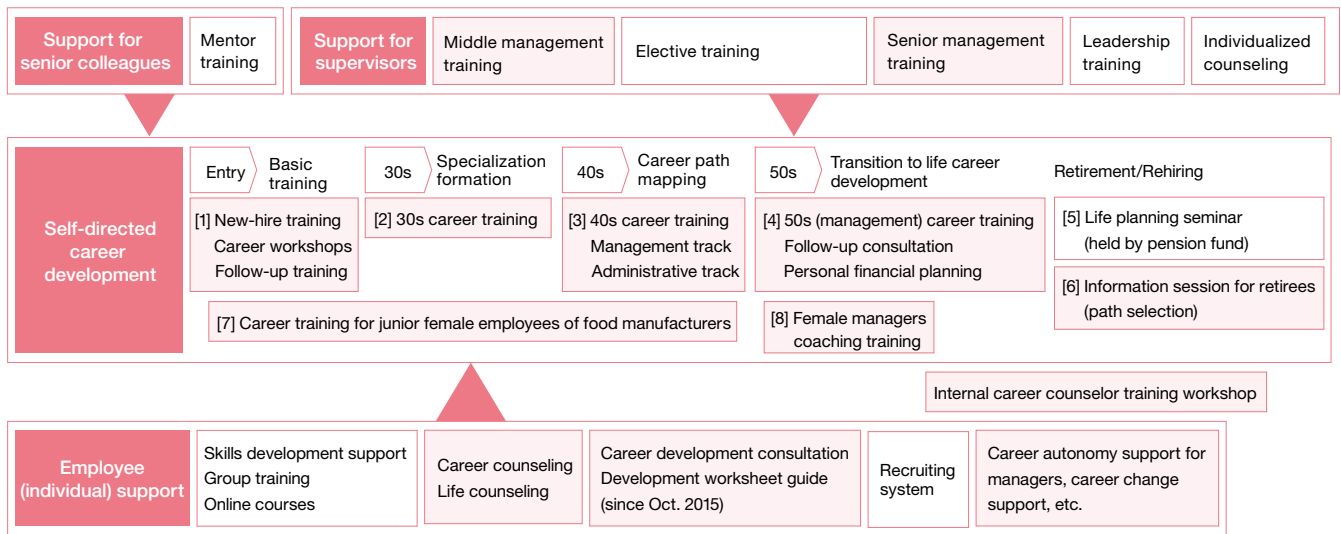 Support for
senior colleagues
Mentor
training
Support for
supervisors
Middle management
training
Elective training
Senior management
training
Leadership
training
Individualized
counseling
Self-directed
career
development
Entry
Basic
training
30s
Specialization
formation
40s
Career path
mapping
50s
Transition to life career
development
Retirement/Rehiring
[1] New-hire training
Career workshops
Follow-up training
[2] 30s career training
[3] 40s career training
Management track
Administrative track
[4] 50s (management) career training
Follow-up consultation
Personal financial planning
[5] Life planning seminar
(held by pension fund)
[6] Information session for retirees
(path selection)
[7] Career training for junior female employees of food manufacturers
[8] Female managers
coaching training
Internal career counselor training workshop
Employee
(individual) support
Skills development support
Group training
Online courses
Career counseling
Life counseling
Career development consultation
Development worksheet guide
(since Oct. 2015)
Recruiting
system
Career autonomy support for
managers, career change
support, etc.